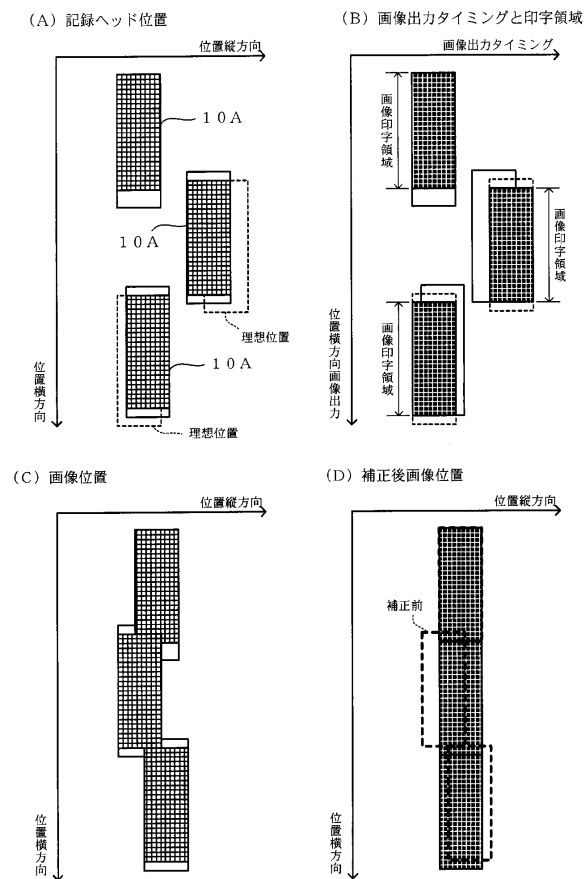 （A）記録ヘッド位置
位置縦方向
10A
10A
理想位置
10A
理想位置
位置横方向
（B）画像出力タイミングと印字領域
画像出力タイミング
画像印字領域
画像印字領域
画像印字領域
位置横方向画像出力
（C）画像位置
位置縦方向
位置横方向
（D）補正後画像位置
位置縦方向
補正前
位置横方向